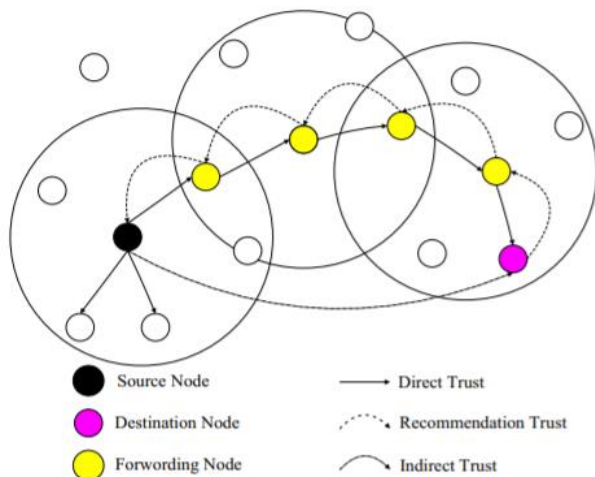 Source Node
Direct Trust
Destination Node
Recommendation Trust
Forwording Node
Indirect Trust